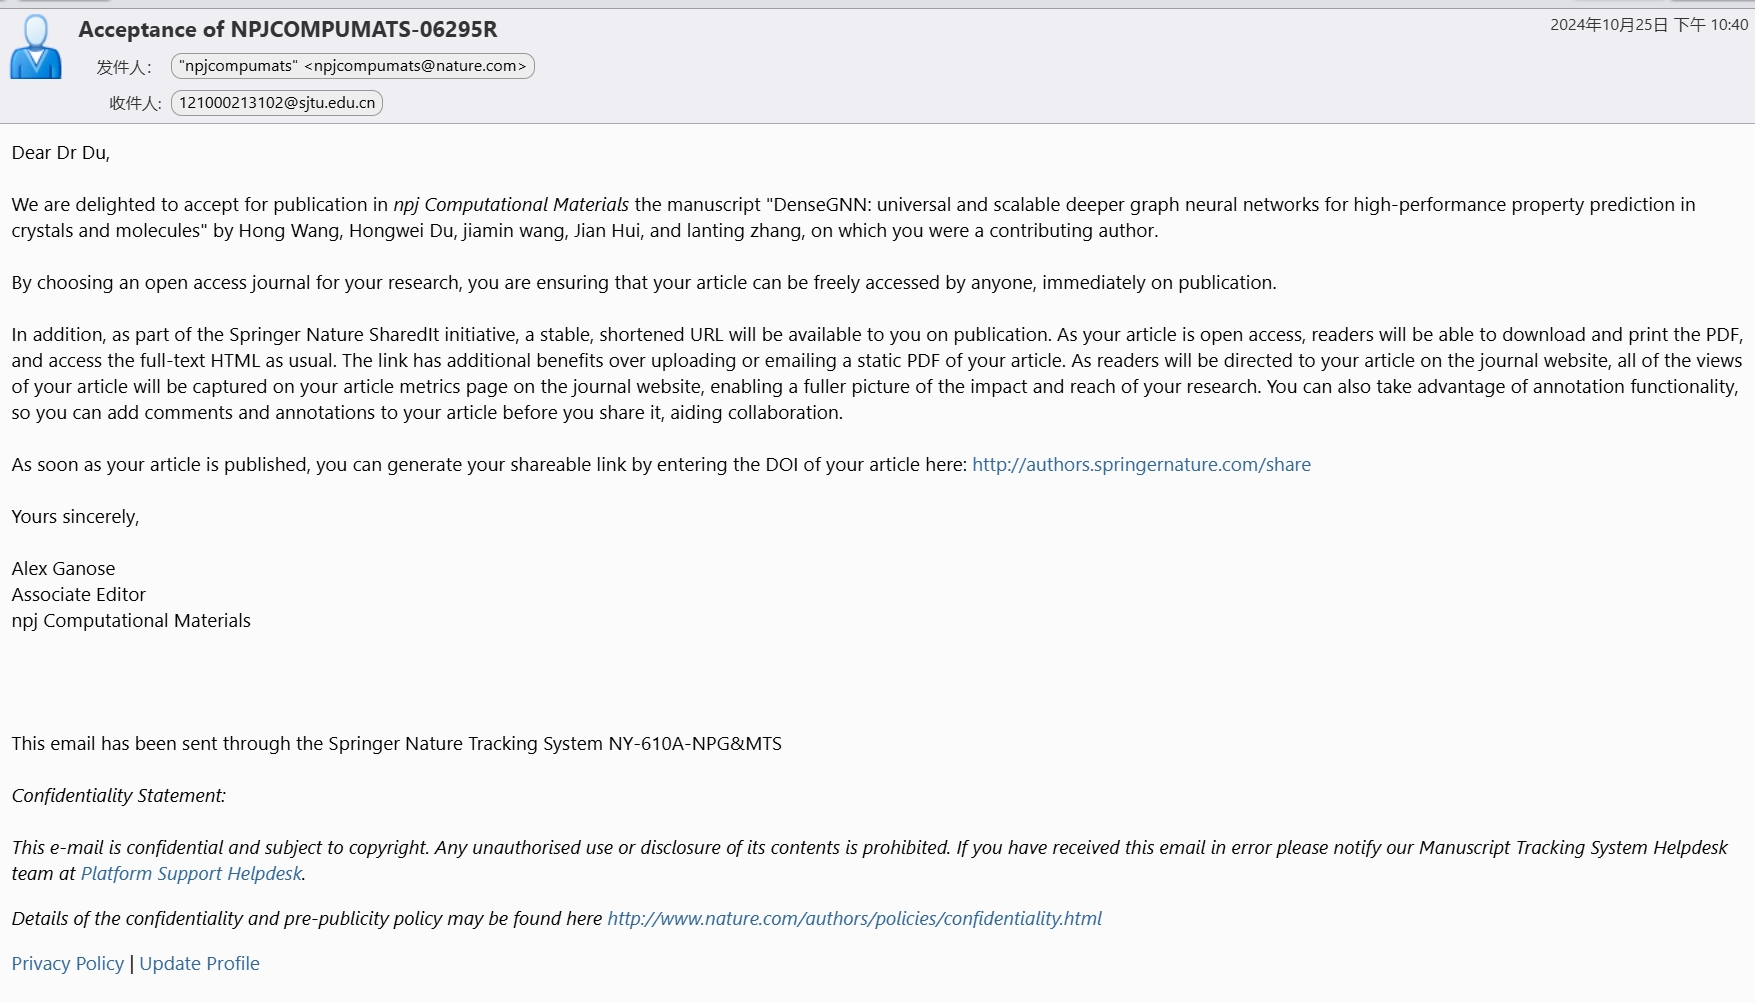 Acceptance of NPJCOMPUMATS-06295R
2024年10月25日 下午 10:40
发件人: "npjcompumats" <npjcompumats@nature.com>
收件人: 121000213102@sjtu.edu.cn
Dear Dr Du,
We are delighted to accept for publication in npj Computational Materials the manuscript "DenseGNN: universal and scalable deeper graph neural networks for high-performance property prediction in
crystals and molecules" by Hong Wang, Hongwei Du, jiamin wang, Jian Hui, and lanting zhang, on which you were a contributing author.
By choosing an open access journal for your research, you are ensuring that your article can be freely accessed by anyone, immediately on publication.
In addition, as part of the Springer Nature SharedIt initiative, a stable, shortened URL will be available to you on publication. As your article is open access, readers will be able to download and print the PDF,
and access the full-text HTML as usual. The link has additional benefits over uploading or emailing a static PDF of your article. As readers will be directed to your article on the journal website, all of the views
of your article will be captured on your article metrics page on the journal website, enabling a fuller picture of the impact and reach of your research. You can also take advantage of annotation functionality,
so you can add comments and annotations to your article before you share it, aiding collaboration.
As soon as your article is published, you can generate your shareable link by entering the DOI of your article here: http://authors.springernature.com/share
Yours sincerely,
Alex Ganose
Associate Editor
npj Computational Materials
This email has been sent through the Springer Nature Tracking System NY-610A-NPG&MTS
Confidentiality Statement:
This e-mail is confidential and subject to copyright. Any unauthorised use or disclosure of its contents is prohibited. If you have received this email in error please notify our Manuscript Tracking System Helpdesk
team at Platform Support Helpdesk.
Details of the confidentiality and pre-publicity policy may be found here http://www.nature.com/authors/policies/confidentiality.html
Privacy Policy | Update Profile